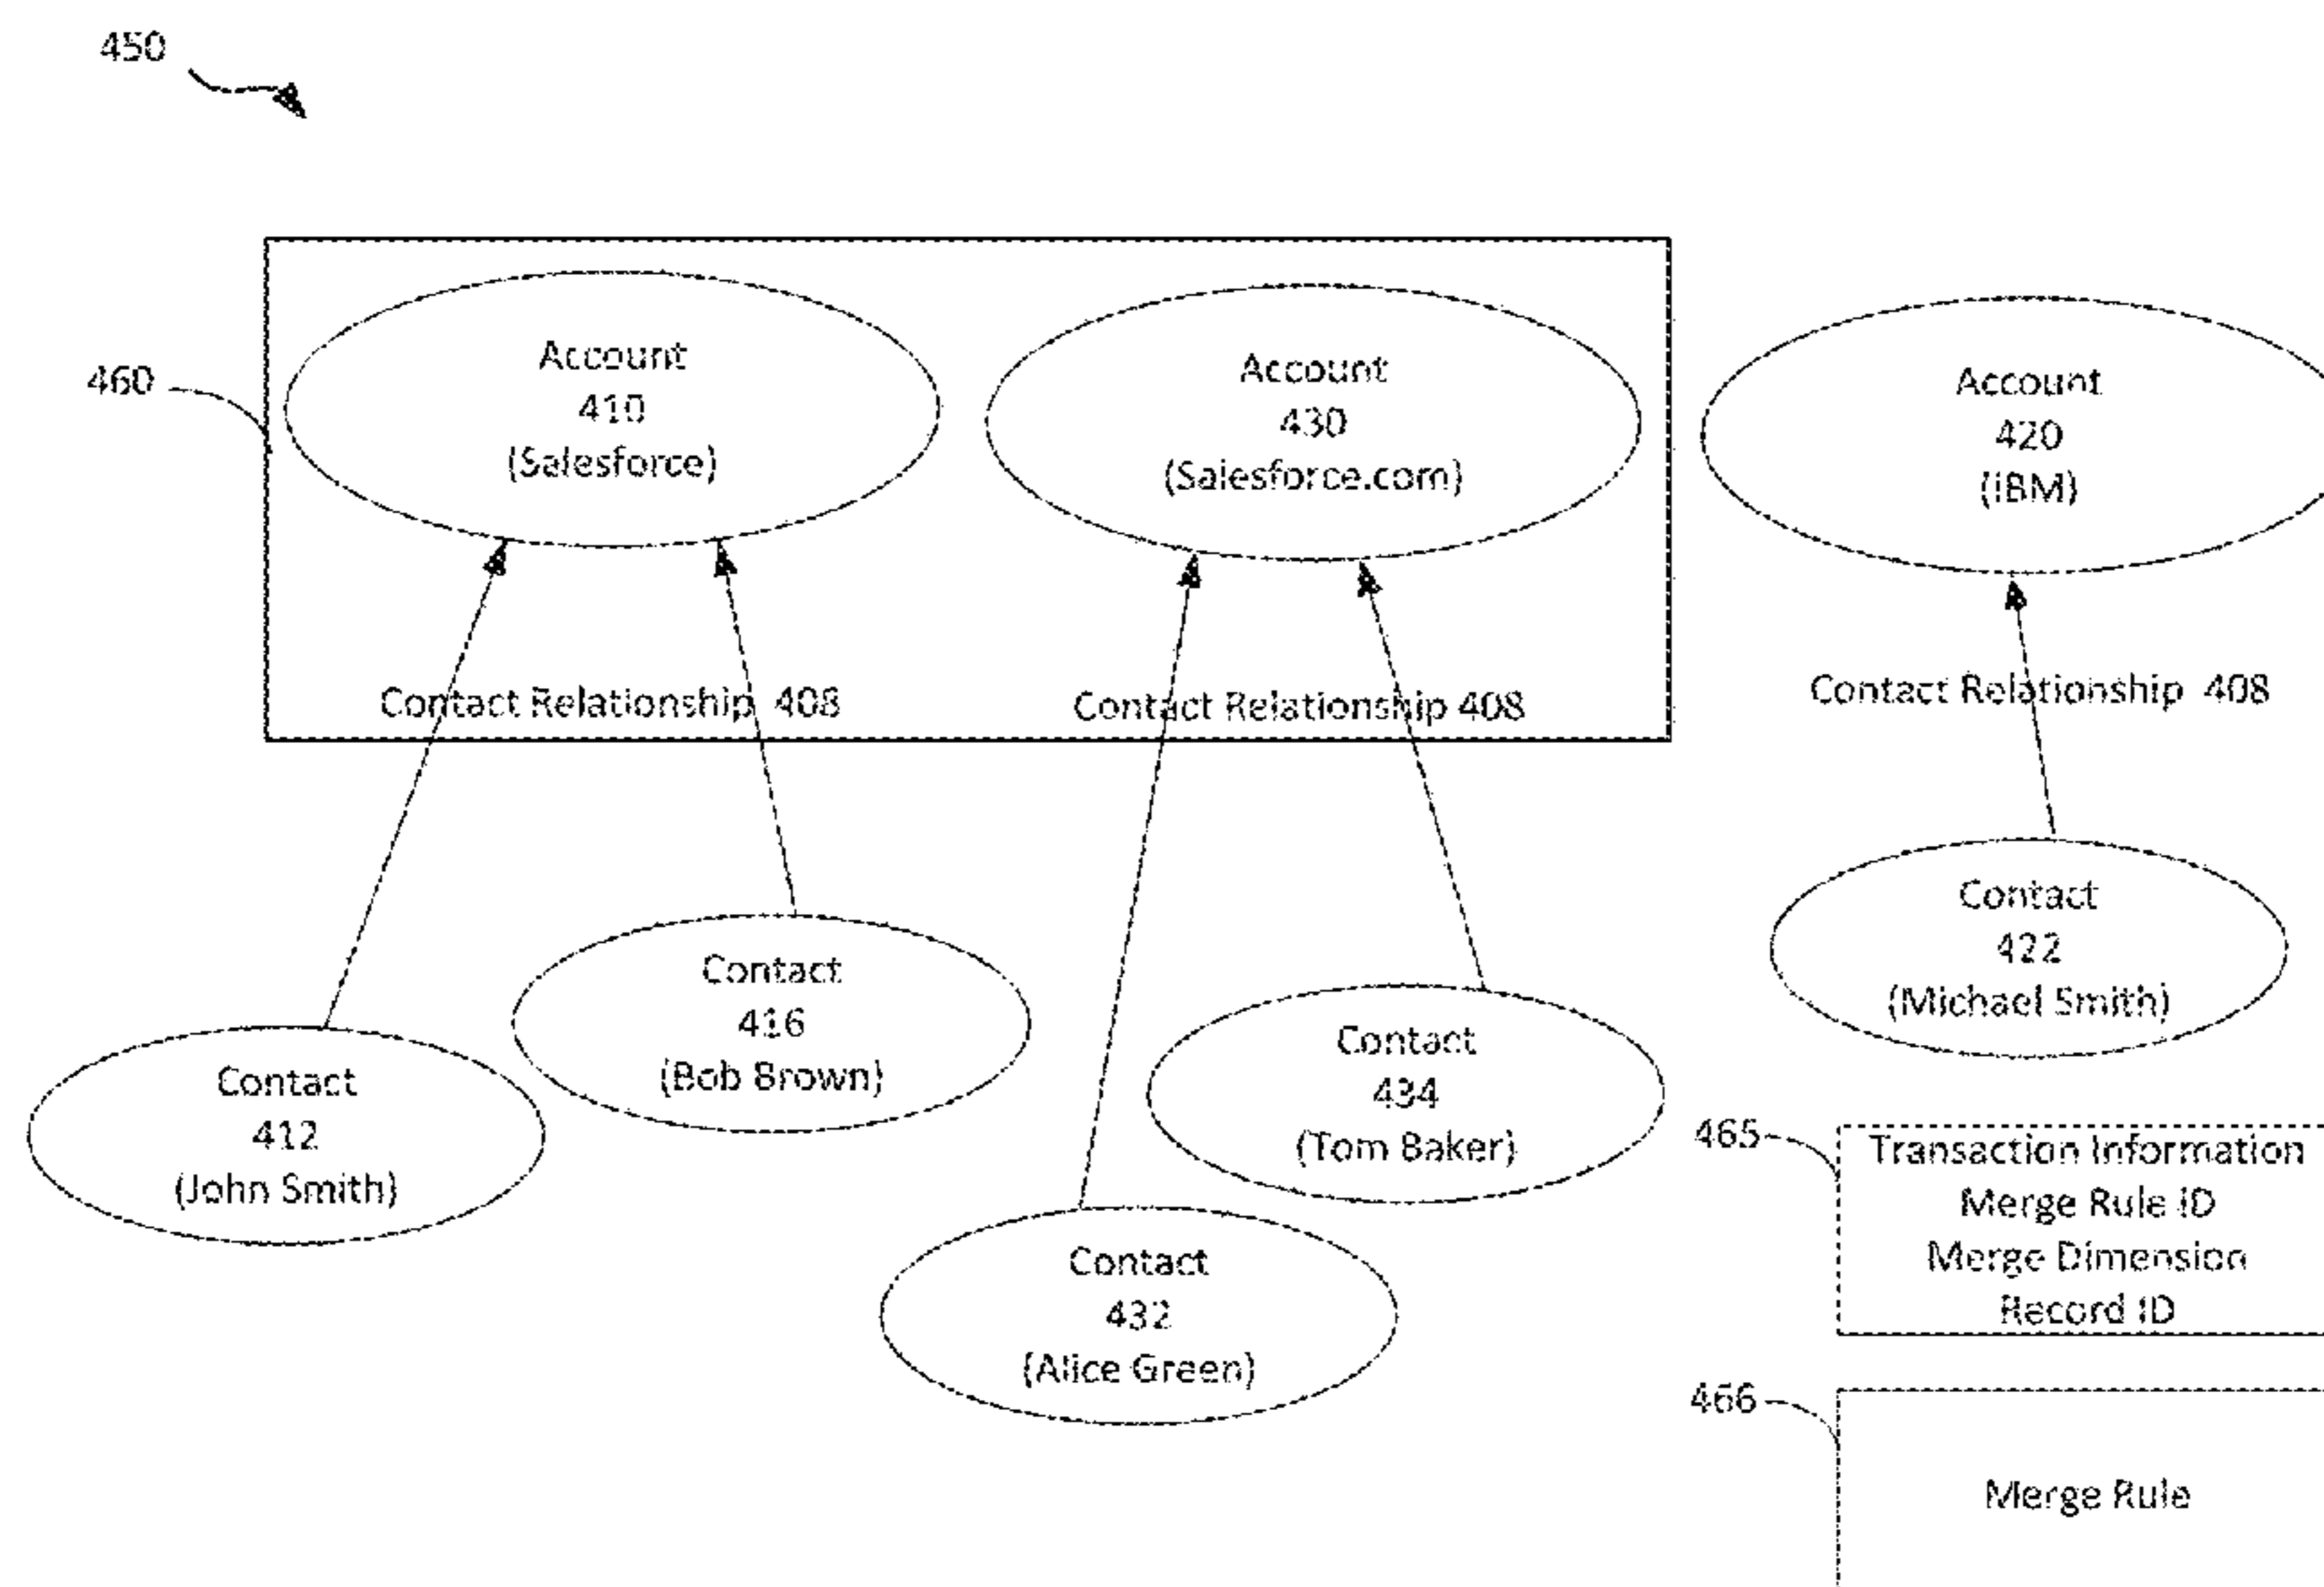 450
460
Account
410
(Salesforce)
Account
430
(Salesforce.com)
Account
420
(IBM)
Contact Relationship 408
Contact Relationship 408
Contact Relationship 408
Contact
412
(John Smith)
Contact
416
(Bob Brown)
Contact
432
(Alice Green)
Contact
434
(Tom Baker)
Contact
422
(Michael Smith)
465
Transaction Information
Merge Rule ID
Merge Dimension
Record ID
466
Merge Rule